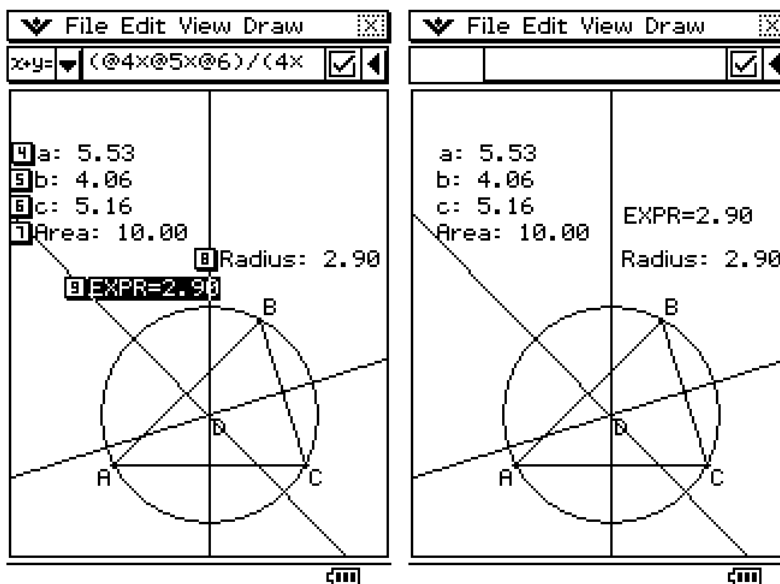 File Edit View Draw
x+y= (@4×@5×@6)/(4×
4 a: 5.53
5 b: 4.06
6 c: 5.16
7 Area: 10.00
8 Radius: 2.90
9 EXPR=2.90
B
D
A
C
File Edit View Draw
a: 5.53
b: 4.06
c: 5.16
EXPR=2.90
Area: 10.00
Radius: 2.90
B
D
A
C